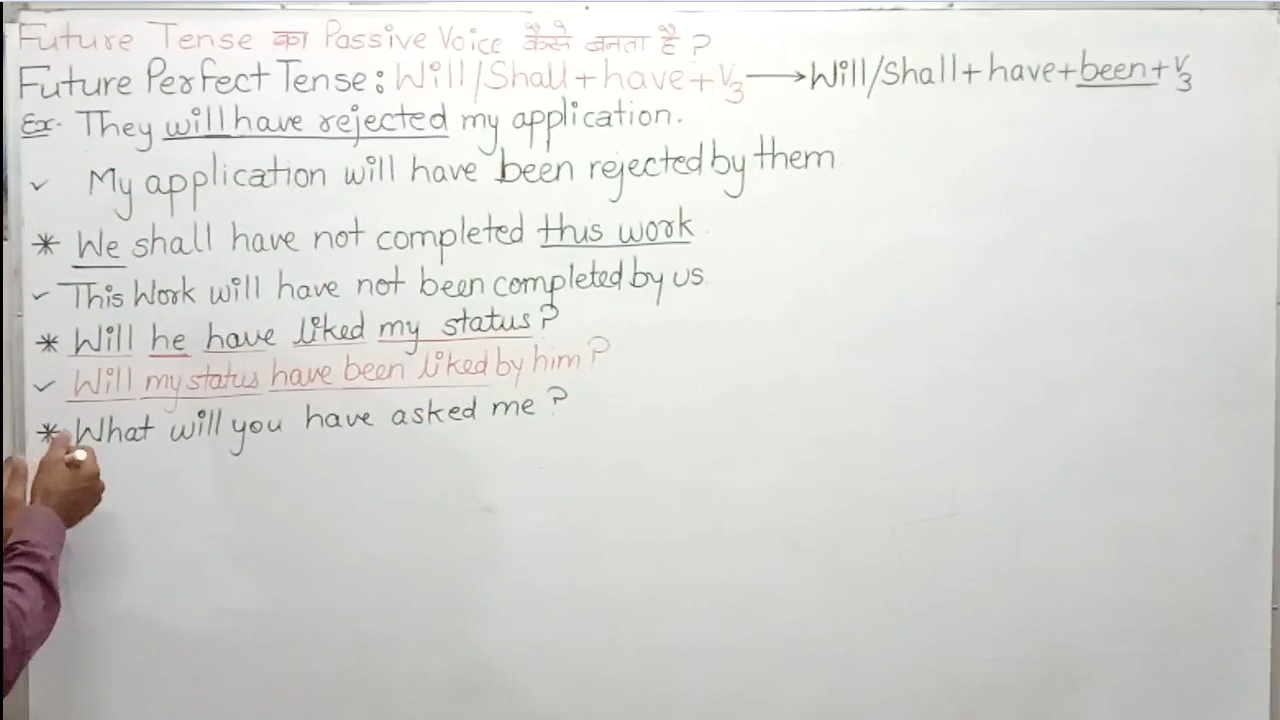 Future Tense का Passive Voice कैसे बनता है ?
Future Perfect Tense : Will/Shall + have + V3 → Will/Shall + have + been + V3
Ex. They will have rejected my application.
✓ My application will have been rejected by them
* We shall have not completed this work.
✓ This Work will have not been completed by us
* Will he have liked my status ?
✓ Will my status have been liked by him ?
* What will you have asked me ?